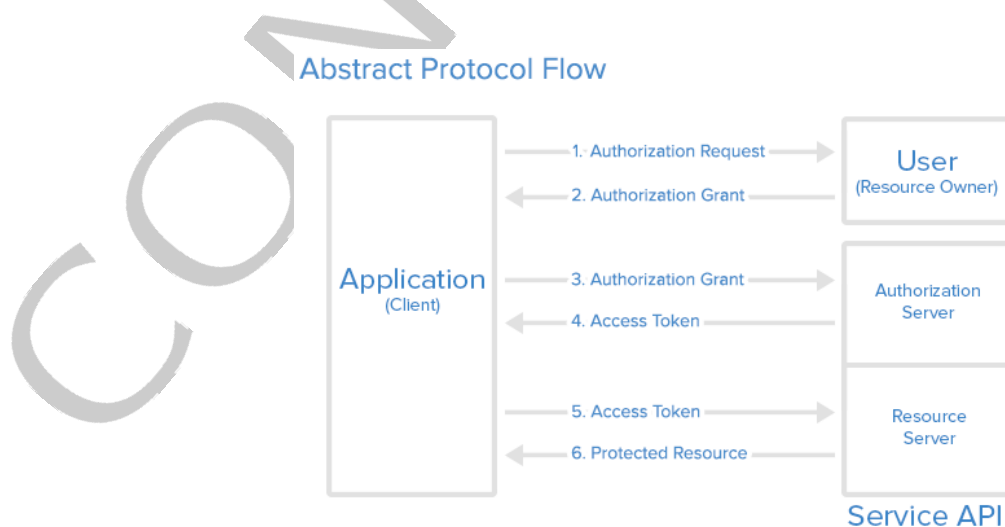 CON
Abstract Protocol Flow
1. Authorization Request
User
(Resource Owner)
2. Authorization Grant
Application
(Client)
3. Authorization Grant
Authorization
Server
4. Access Token
5. Access Token
Resource
Server
6. Protected Resource
Service API